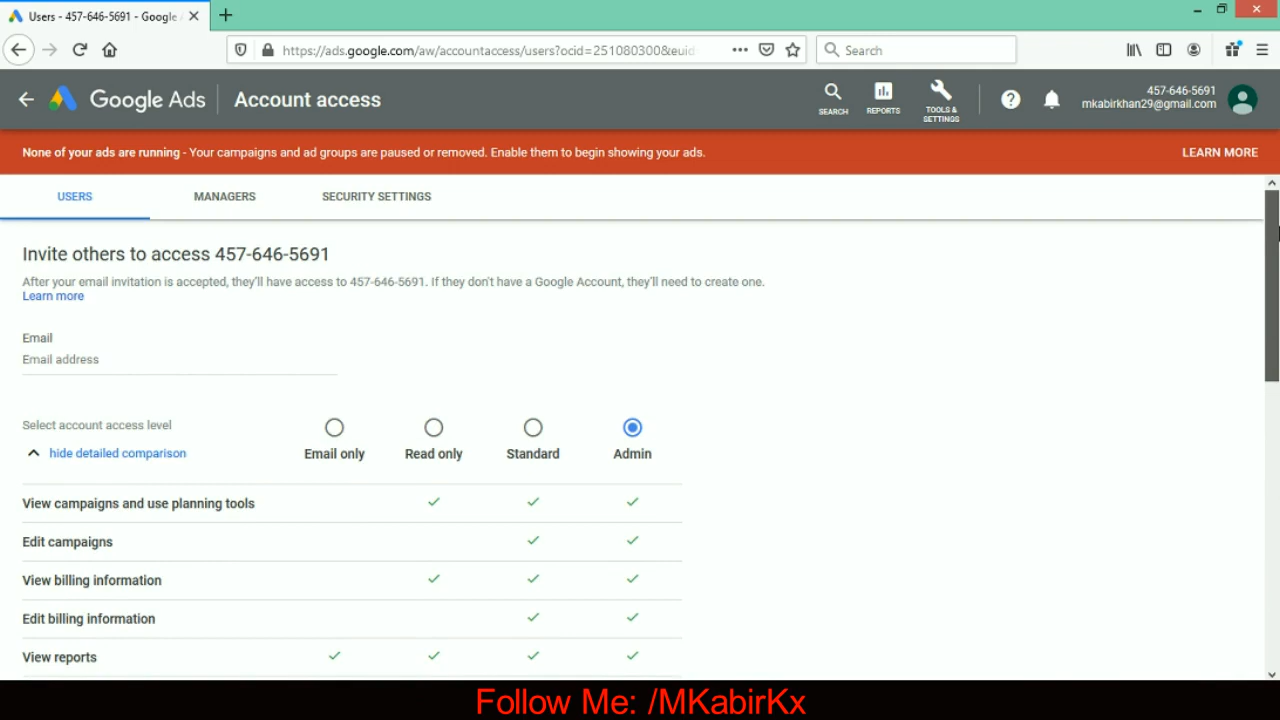 Users - 457-646-5691 - Google
https://ads.google.com/aw/accountaccess/users?ocid=251080300&euid
Search
Google Ads
Account access
SEARCH
REPORTS
TOOLS &
SETTINGS
457-646-5691
mkabirkhan29@gmail.com
None of your ads are running - Your campaigns and ad groups are paused or removed. Enable them to begin showing your ads.
LEARN MORE
USERS
MANAGERS
SECURITY SETTINGS
Invite others to access 457-646-5691
After your email invitation is accepted, they'll have access to 457-646-5691. If they don't have a Google Account, they'll need to create one.
Learn more
Email
Email address
Select account access level
hide detailed comparison
Email only
Read only
Standard
Admin
View campaigns and use planning tools
Edit campaigns
View billing information
Edit billing information
View reports
Follow Me: /MKabirKx